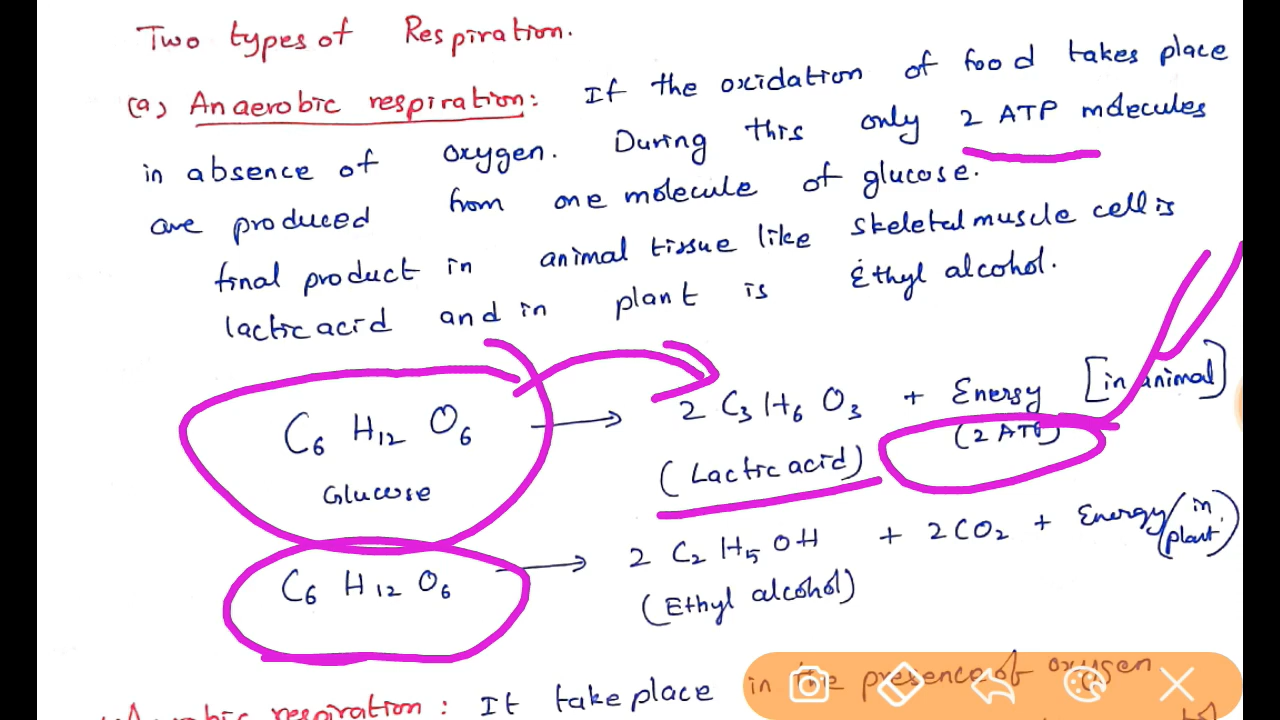 Two types of Respiration.
(a) Anaerobic respiration: If the oxidation of food takes place
in absence of oxygen. During this only 2 ATP molecules
are produced from one molecule of glucose.
final product in animal tissue like skeletal muscle cell is
lactic acid and in plant is Ethyl alcohol.
C6 H12 O6 → 2 C3 H6 O3 + Energy [in animal]
Glucose (Lactic acid) (2 ATP)
C6 H12 O6 → 2 C2 H5 OH + 2CO2 + Energy (in plant)
(Ethyl alcohol)
respiration: It take place in the presence of oxygen